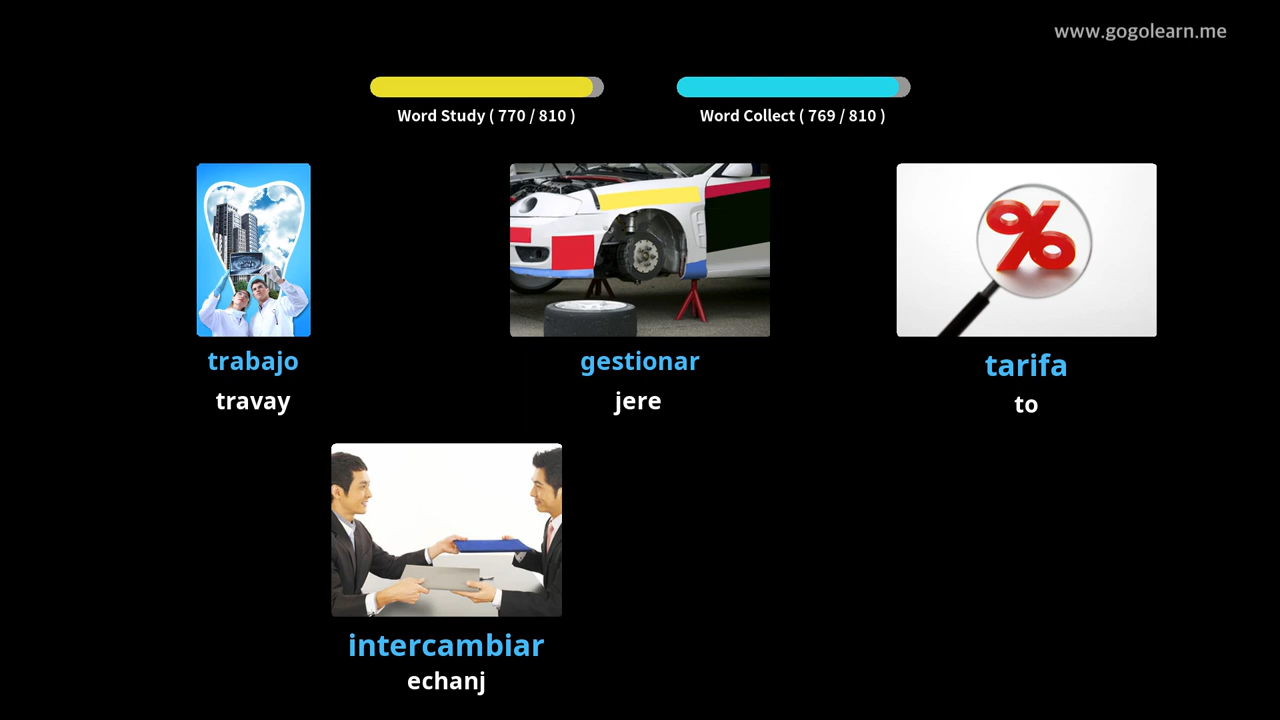 www.gogolearn.me
Word Study ( 770 / 810 )
Word Collect ( 769 / 810 )
trabajo
travay
gestionar
jere
tarifa
to
intercambiar
echanj